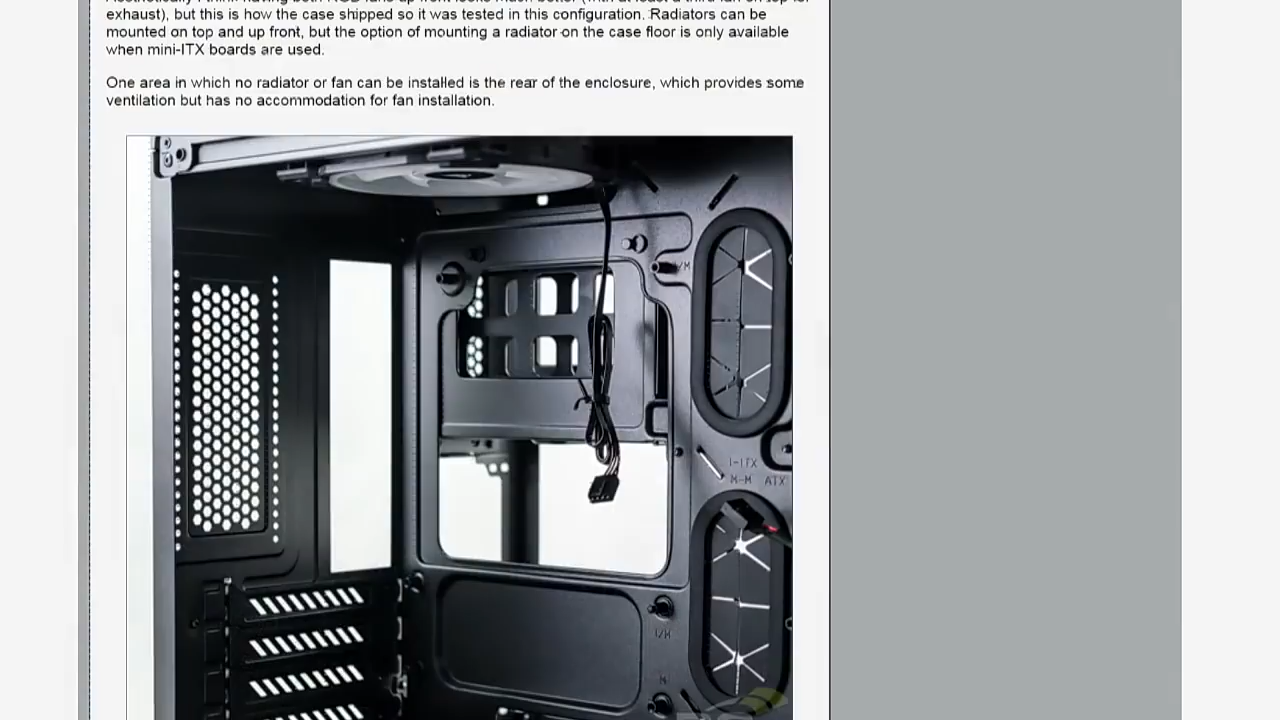 exhaust), but this is how the case shipped so it was tested in this configuration. Radiators can be
mounted on top and up front, but the option of mounting a radiator on the case floor is only available
when mini-ITX boards are used.
One area in which no radiator or fan can be installed is the rear of the enclosure, which provides some
ventilation but has no accommodation for fan installation.
I/M
I-ITX
M-M ATX
I/M
M